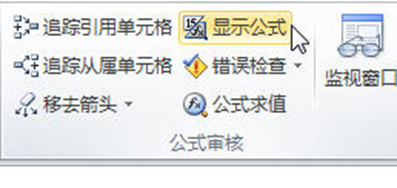 追踪引用单元格 显示公式
追踪从属单元格 错误检查
移去箭头 公式求值
监视窗口
公式审核